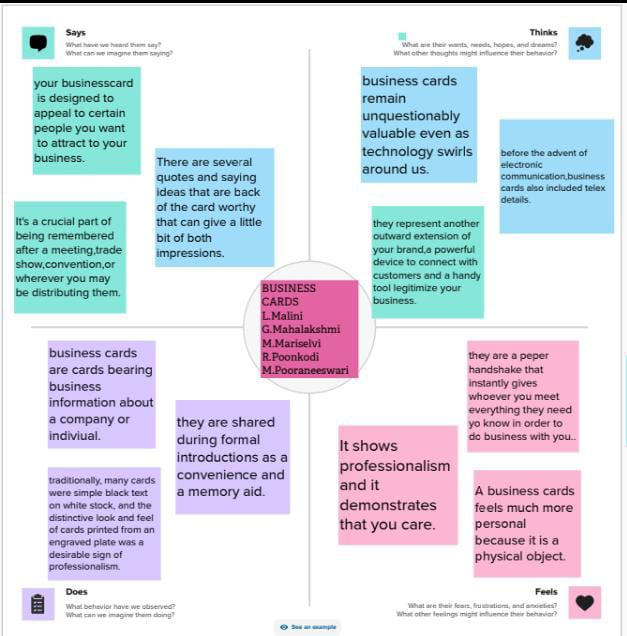 Says
What have we heard them say?
What can we imagine them saying?
your businesscard
is designed to
appeal to certain
people you want
to attract to your
business.
There are several
quotes and saying
ideas that are back
of the card worthy
that can give a little
bit of both
impressions.
It's a crucial part of
being remembered
after a meeting,trade
show,convention,or
wherever you may
be distributing them.
Thinks
What are their wants, needs, hopes, and dreams?
What other thoughts might influence their behavior?
business cards
remain
unquestionably
valuable even as
technology swirls
around us.
before the advent of
electronic
communication,business
cards also included telex
details.
they represent another
outward extension of
your brand,a powerful
device to connect with
customers and a handy
tool legitimize your
business.
BUSINESS
CARDS
L.Malini
G.Mahalakshmi
M.Mariselvi
R.Poonkodi
M.Pooraneeswari
business cards
are cards bearing
business
information about
a company or
indiviual.
they are shared
during formal
introductions as a
convenience and
a memory aid.
traditionally, many cards
were simple black text
on white stock, and the
distinctive look and feel
of cards printed from an
engraved plate was a
desirable sign of
professionalism.
Does
What behavior have we observed?
What can we imagine them doing?
they are a peper
handshake that
instantly gives
whoever you meet
everything they need
yo know in order to
do business with you..
It shows
professionalism
and it
demonstrates
that you care.
A business cards
feels much more
personal
because it is a
physical object.
Feels
What are their fears, frustrations, and anxieties?
What other feelings might influence their behavior?
See an example